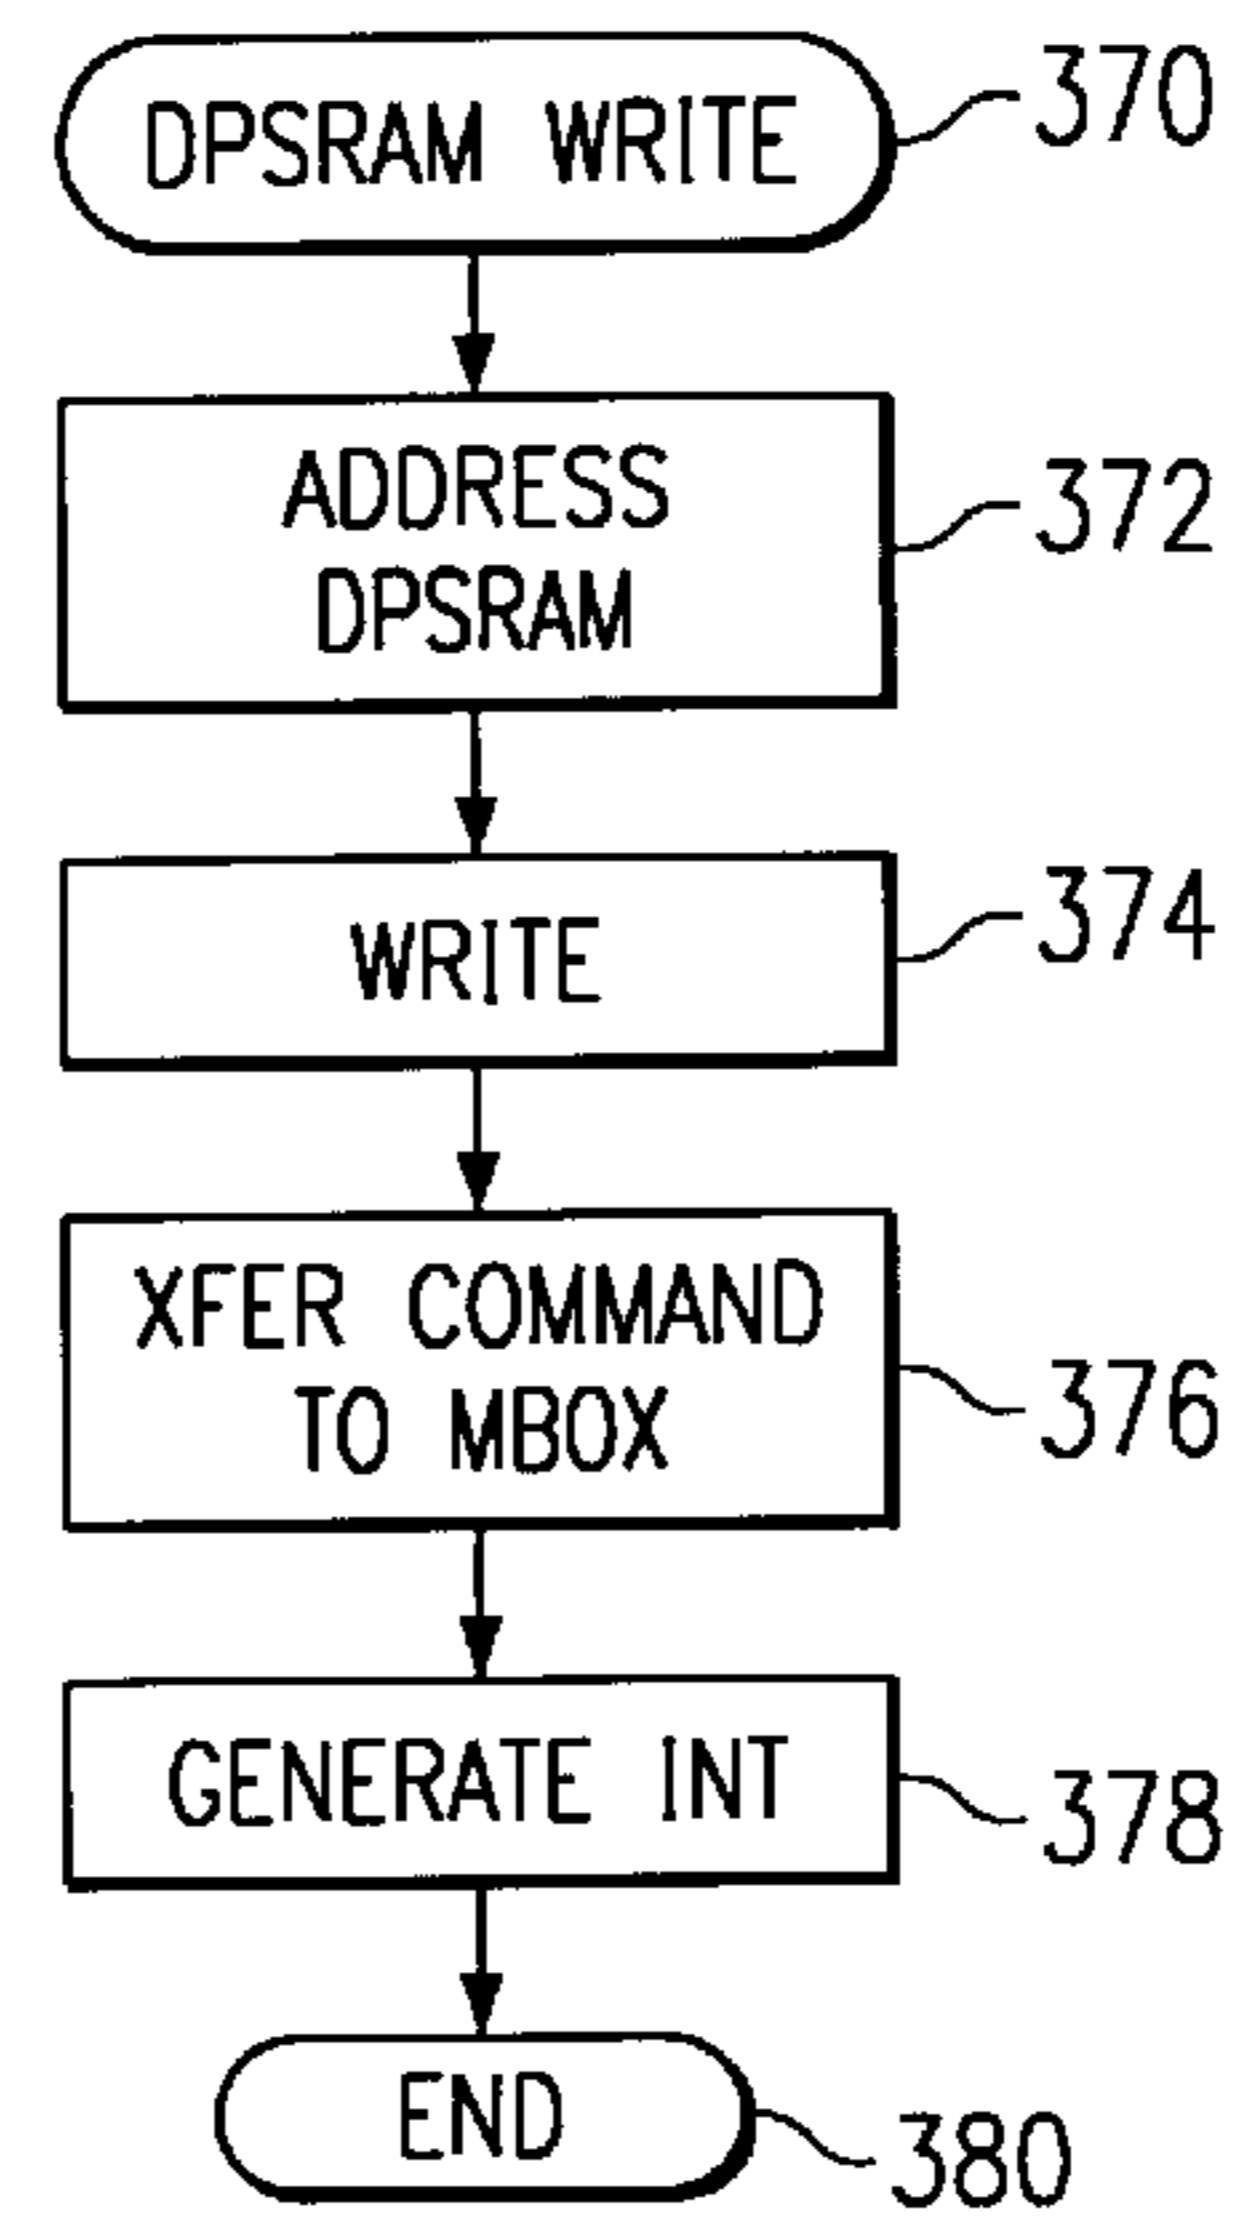 DPSRAM WRITE
370
ADDRESS
DPSRAM
372
WRITE
374
XFER COMMAND
TO MBOX
376
GENERATE INT
378
END
380